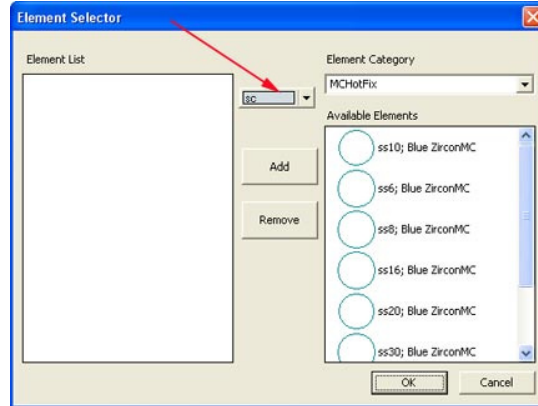 Element Selector
Element List
Element Category
MCHotFix
sc
Available Elements
ss10; Blue ZirconMC
Add
ss6; Blue ZirconMC
Remove
ss8; Blue ZirconMC
ss16; Blue ZirconMC
ss20; Blue ZirconMC
ss30; Blue ZirconMC
OK
Cancel